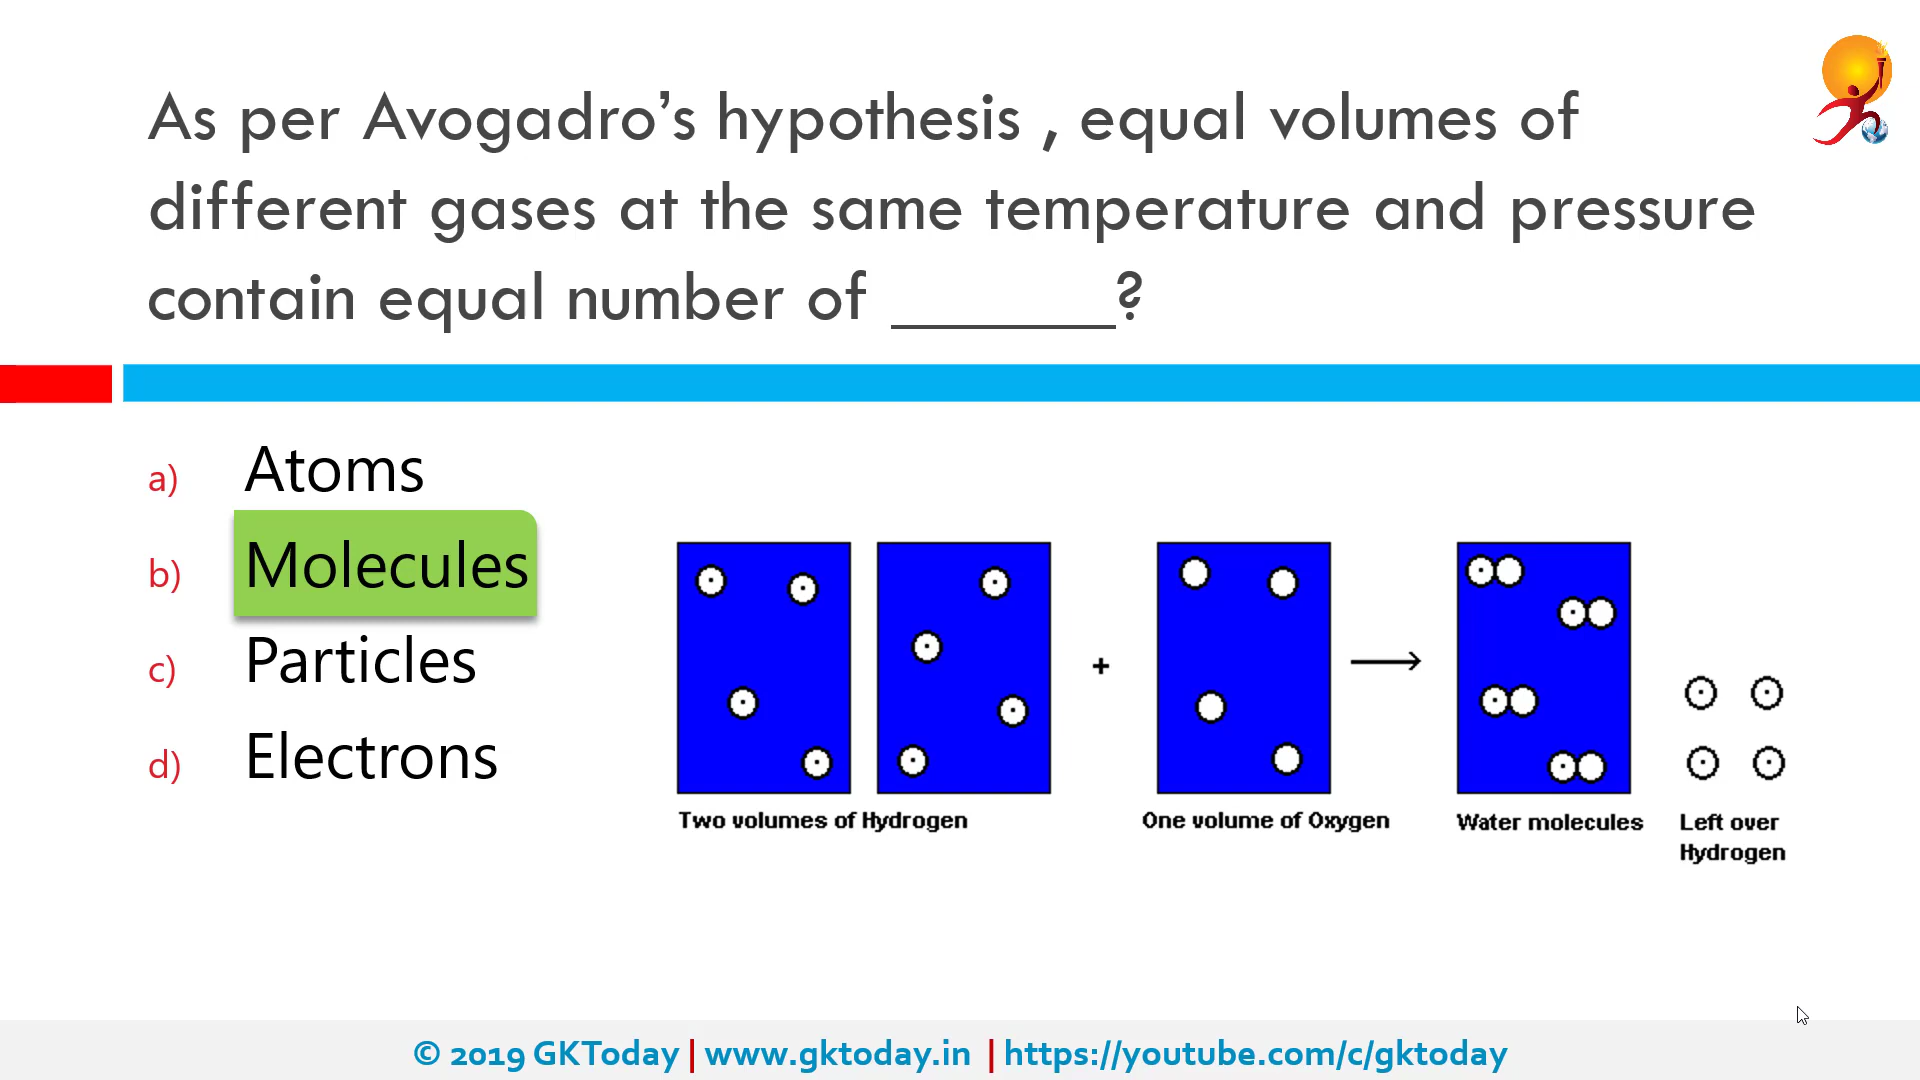 As per Avogadro’s hypothesis , equal volumes of
different gases at the same temperature and pressure
contain equal number of _______?
a) Atoms
b) Molecules
c) Particles
d) Electrons
+
Two volumes of Hydrogen
One volume of Oxygen
Water molecules
Left over
Hydrogen
© 2019 GKToday | www.gktoday.in | https://youtube.com/c/gktoday